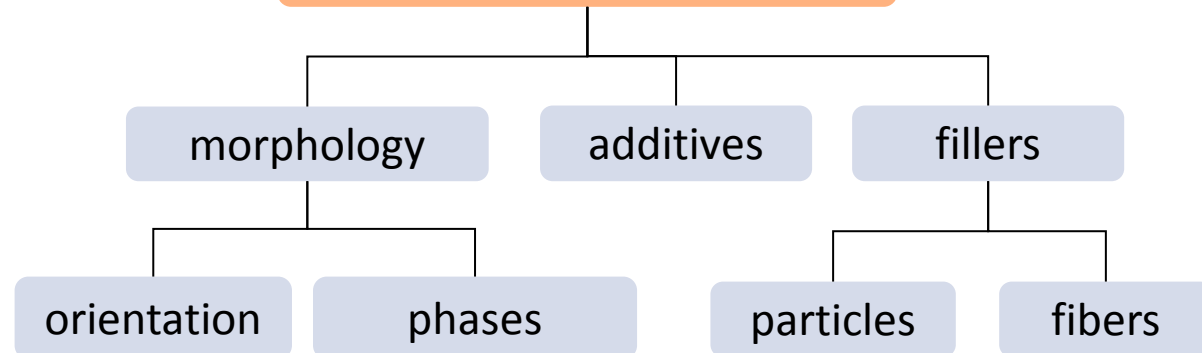 morphology
additives
fillers
orientation
phases
particles
fibers